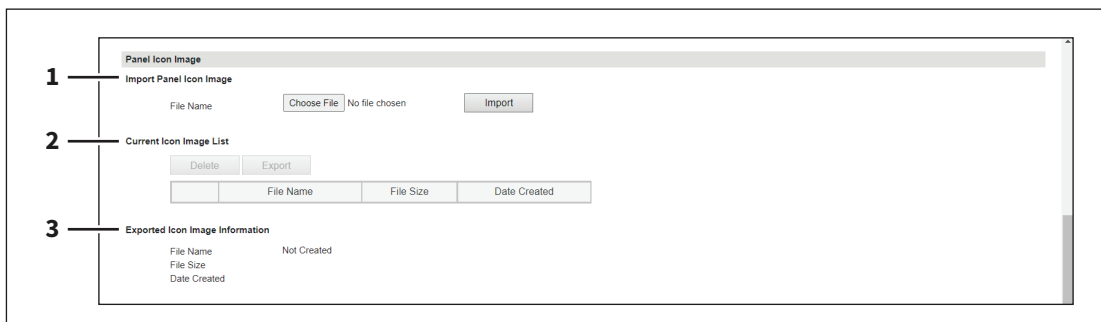 Panel Icon Image
1 Import Panel Icon Image
File Name Choose File No file chosen Import
2 Current Icon Image List
Delete Export
File Name File Size Date Created
3 Exported Icon Image Information
File Name Not Created
File Size
Date Created